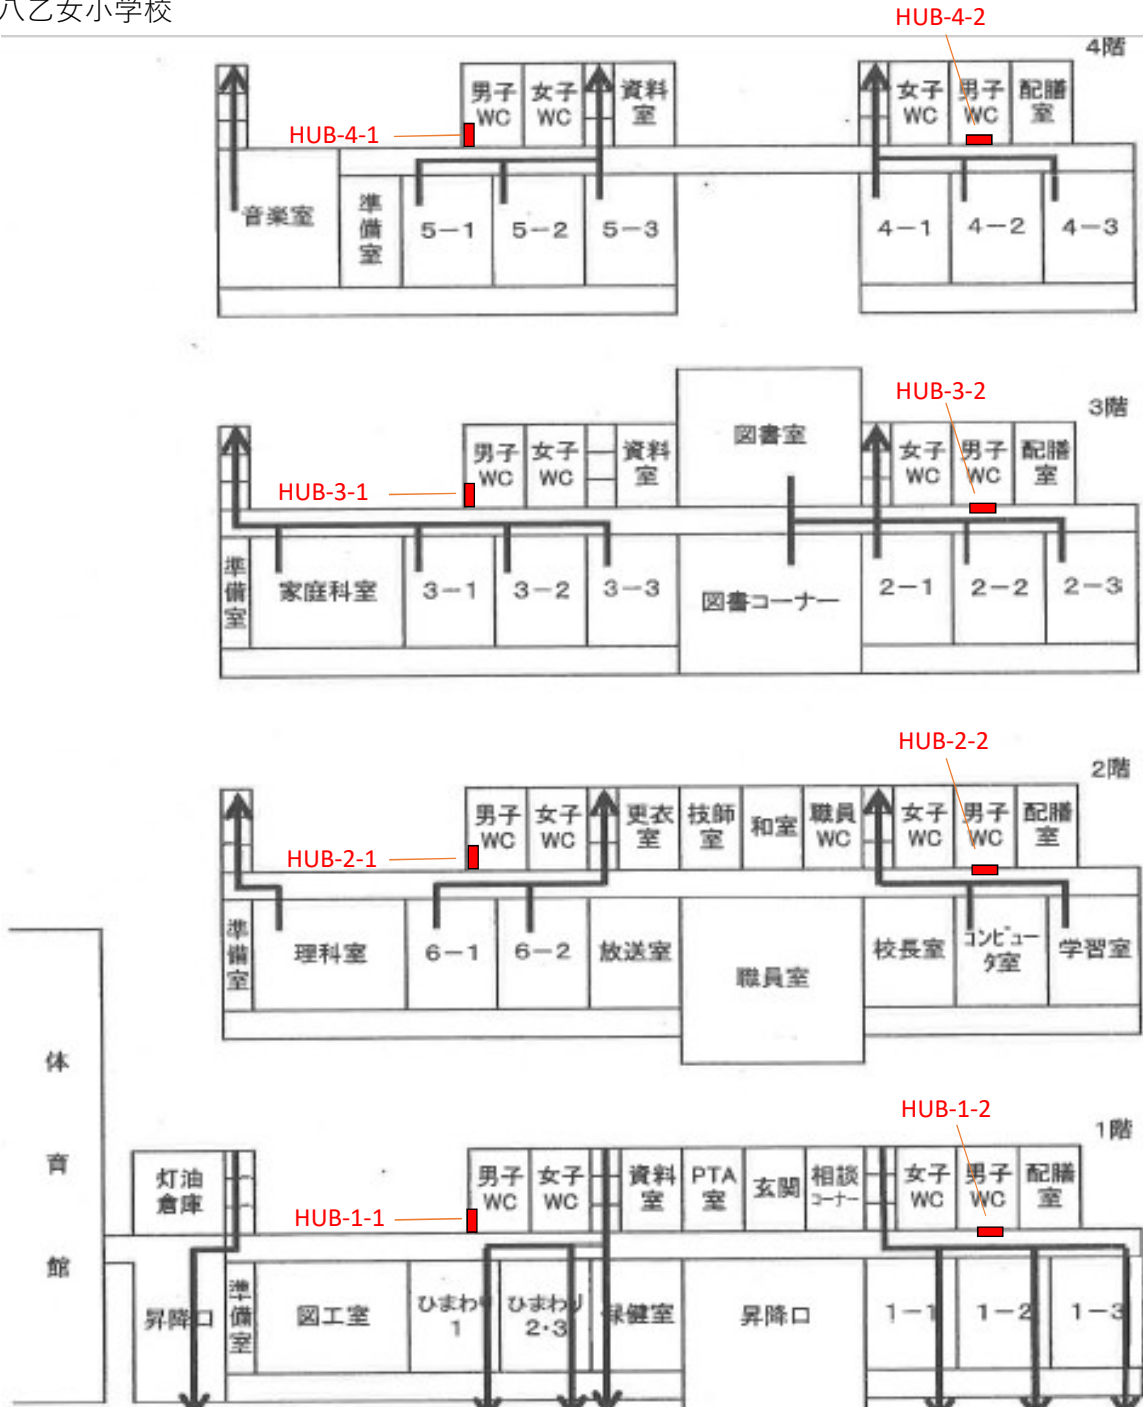 八乙女小学校
HUB-4-2
4階
男子
WC
女子
WC
資料
室
女子
WC
男子
WC
配膳
室
HUB-4-1
音楽室
準備室
5－1
5－2
5－3
4－1
4－2
4－3
HUB-3-2
3階
図書室
男子
WC
女子
WC
資料
室
女子
WC
男子
WC
配膳
室
HUB-3-1
準備室
家庭科室
3－1
3－2
3－3
図書コーナー
2－1
2－2
2－3
HUB-2-2
2階
男子
WC
女子
WC
更衣
室
技師
室
和室
職員
WC
女子
WC
男子
WC
配膳
室
HUB-2-1
準備室
理科室
6－1
6－2
放送室
職員室
校長室
コンピュー
タ室
学習室
体育館
HUB-1-2
1階
灯油
倉庫
男子
WC
女子
WC
資料
室
PTA
室
玄関
相談
コーナー
女子
WC
男子
WC
配膳
室
HUB-1-1
昇降口
準備室
図工室
ひまわり
1
ひまわり
2・3
保健室
昇降口
1－1
1－2
1－3